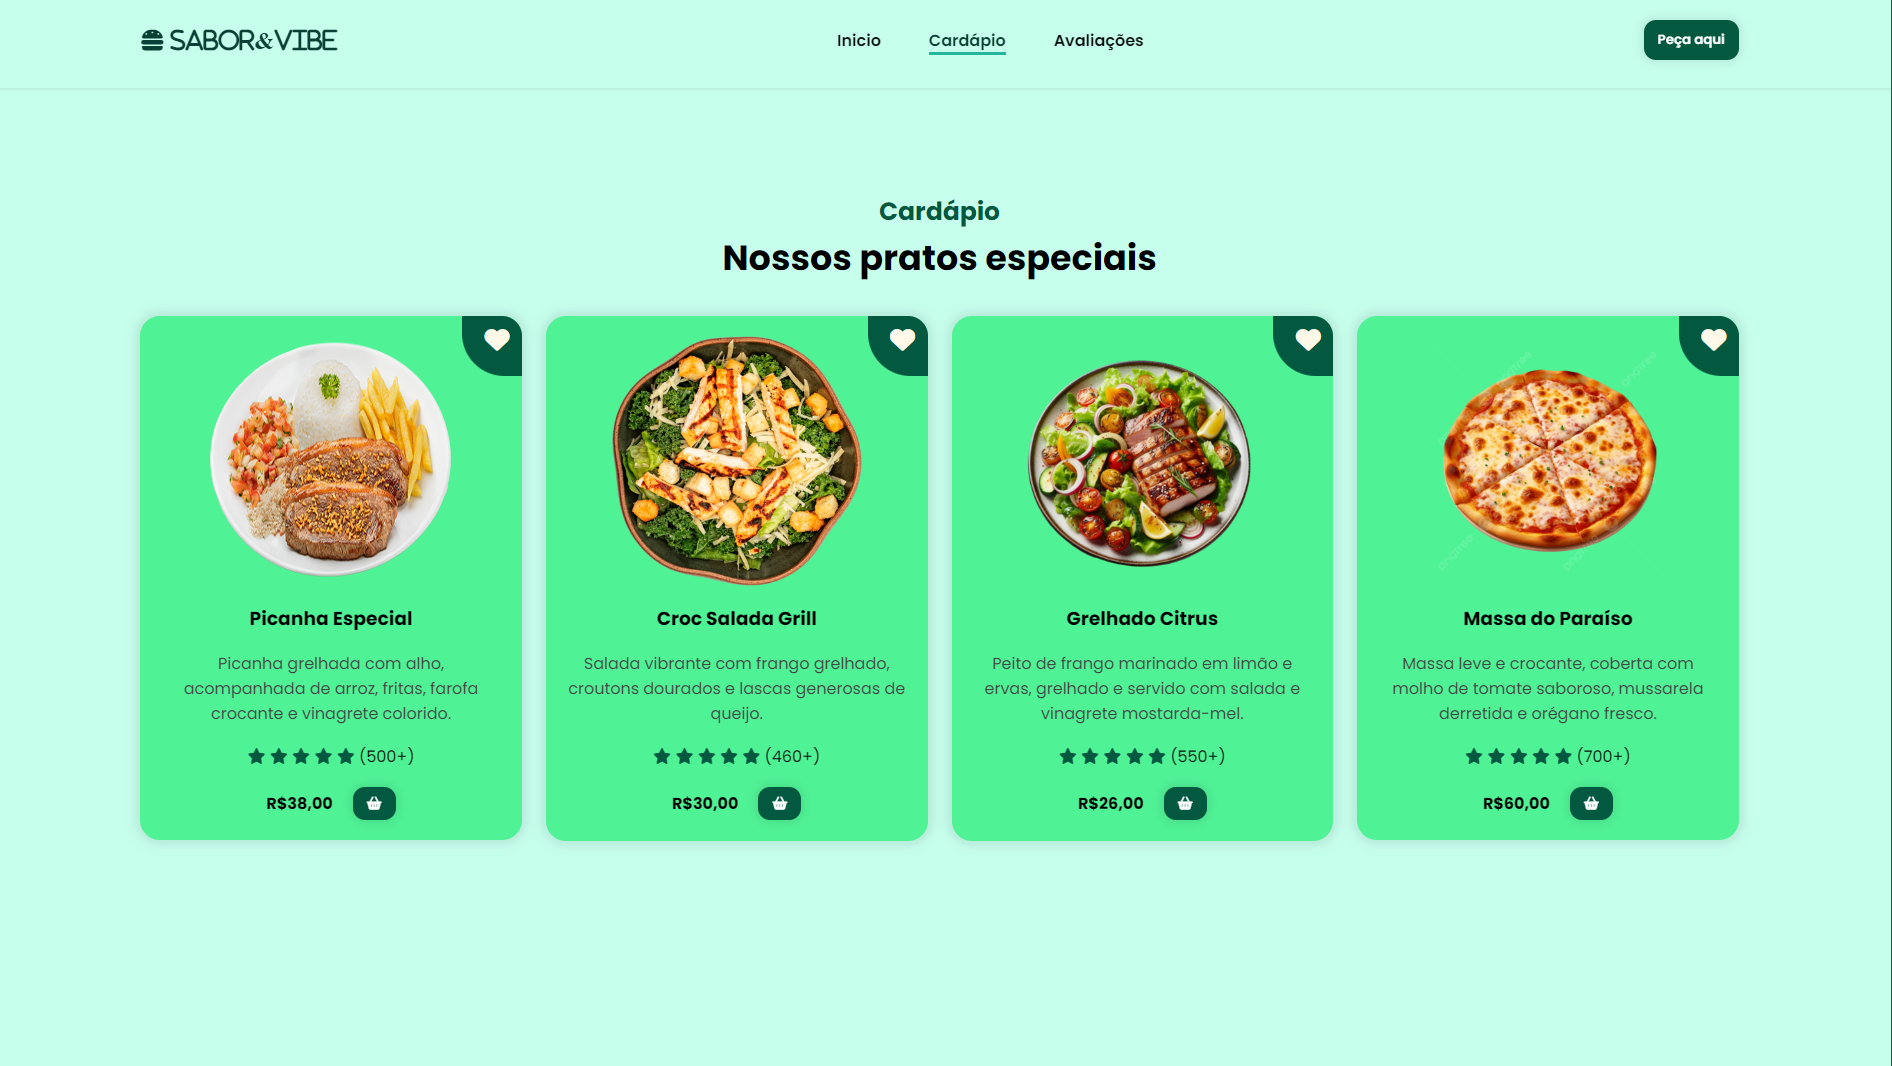 SABOR&VIBE
Inicio
Cardápio
Avaliações
Peça aqui
Cardápio
Nossos pratos especiais
Picanha Especial
Picanha grelhada com alho,
acompanhada de arroz, fritas, farofa
crocante e vinagrete colorido.
(500+)
R$38,00
Croc Salada Grill
Salada vibrante com frango grelhado,
croutons dourados e lascas generosas de
queijo.
(460+)
R$30,00
Grelhado Citrus
Peito de frango marinado em limão e
ervas, grelhado e servido com salada e
vinagrete mostarda-mel.
(550+)
R$26,00
Massa do Paraíso
Massa leve e crocante, coberta com
molho de tomate saboroso, mussarela
derretida e orégano fresco.
(700+)
R$60,00